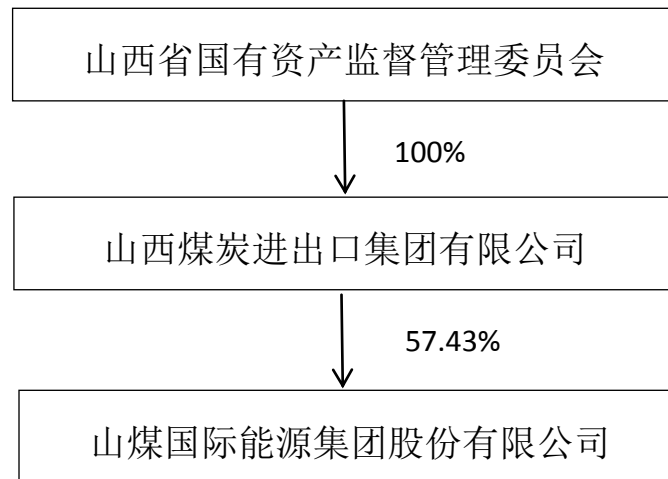 山西省国有资产监督管理委员会
100%
山西煤炭进出口集团有限公司
57.43%
山煤国际能源集团股份有限公司